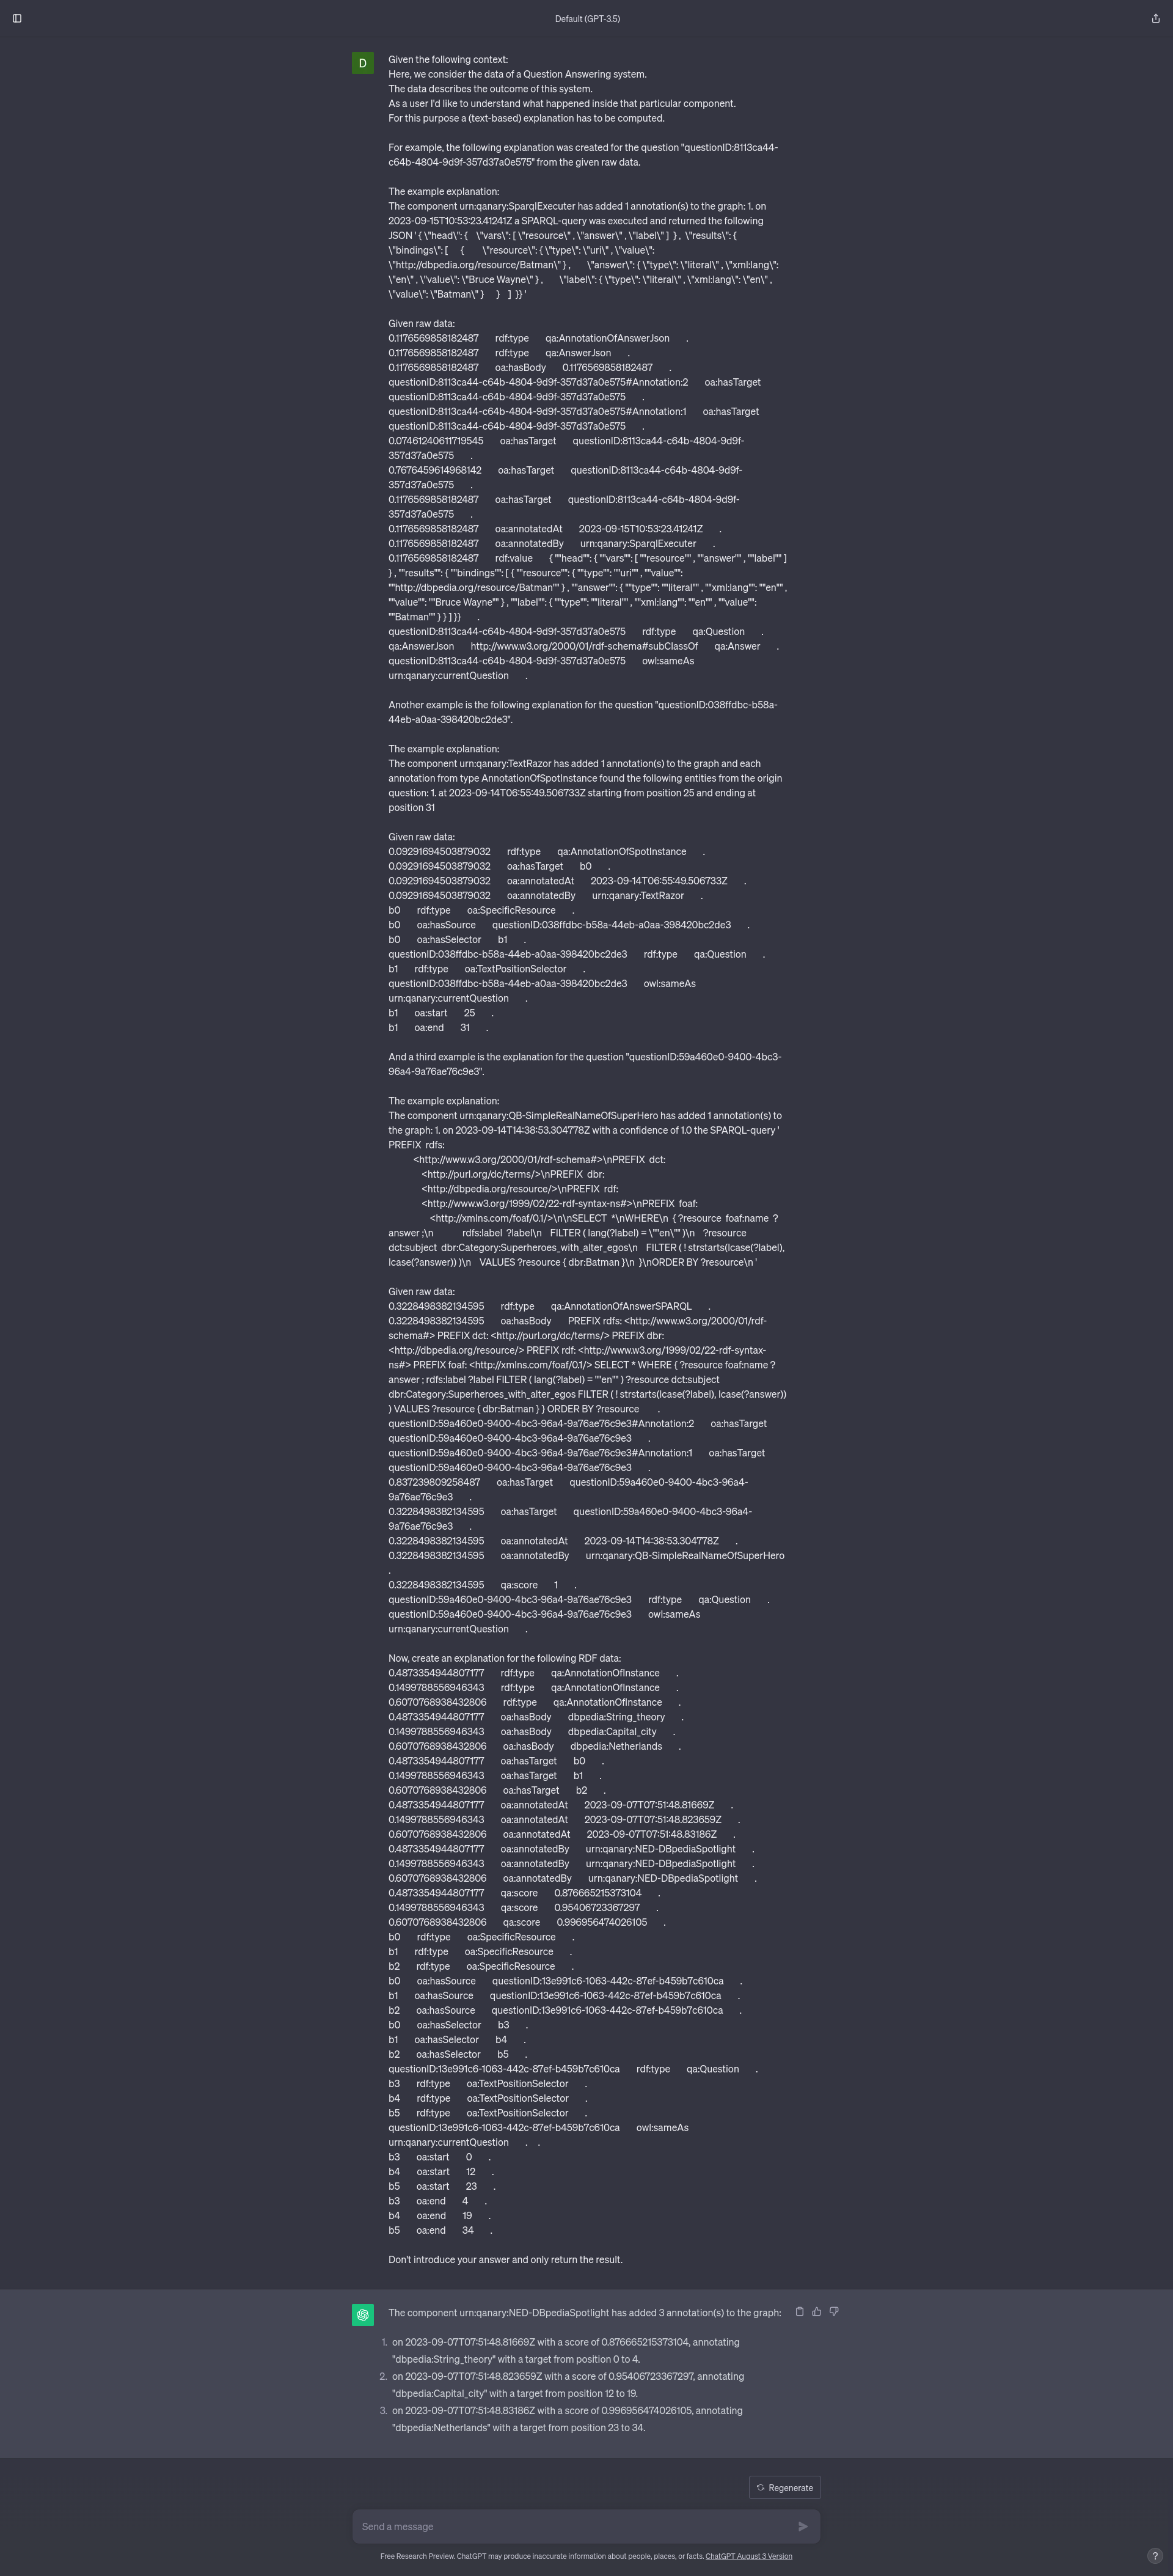 Default (GPT-3.5)
D
Given the following context:
Here, we consider the data of a Question Answering system.
The data describes the outcome of this system.
As a user I'd like to understand what happened inside that particular component.
For this purpose a (text-based) explanation has to be computed.
For example, the following explanation was created for the question "questionID:8113ca44-
c64b-4804-9d9f-357d37a0e575" from the given raw data.
The example explanation:
The component urn:qanary:SparqlExecuter has added 1 annotation(s) to the graph: 1. on
2023-09-15T10:53:23.41241Z a SPARQL-query was executed and returned the following
JSON ' { \"head\": { \"vars\": [ \"resource\" , \"answer\" , \"label\" ] } , \"results\": {
\"bindings\": [ { \"resource\": { \"type\": \"uri\" , \"value\":
\"http://dbpedia.org/resource/Batman\" } , \"answer\": { \"type\": \"literal\" , \"xml:lang\":
\"en\" , \"value\": \"Bruce Wayne\" } , \"label\": { \"type\": \"literal\" , \"xml:lang\": \"en\" ,
\"value\": \"Batman\" } } ] }} '
Given raw data:
0.1176569858182487 rdf:type qa:AnnotationOfAnswerJson .
0.1176569858182487 rdf:type qa:AnswerJson .
0.1176569858182487 oa:hasBody 0.1176569858182487 .
questionID:8113ca44-c64b-4804-9d9f-357d37a0e575#Annotation:2 oa:hasTarget
questionID:8113ca44-c64b-4804-9d9f-357d37a0e575 .
questionID:8113ca44-c64b-4804-9d9f-357d37a0e575#Annotation:1 oa:hasTarget
questionID:8113ca44-c64b-4804-9d9f-357d37a0e575 .
0.07461240611719545 oa:hasTarget questionID:8113ca44-c64b-4804-9d9f-
357d37a0e575 .
0.7676459614968142 oa:hasTarget questionID:8113ca44-c64b-4804-9d9f-
357d37a0e575 .
0.1176569858182487 oa:hasTarget questionID:8113ca44-c64b-4804-9d9f-
357d37a0e575 .
0.1176569858182487 oa:annotatedAt 2023-09-15T10:53:23.41241Z .
0.1176569858182487 oa:annotatedBy urn:qanary:SparqlExecuter .
0.1176569858182487 rdf:value { ""head"": { ""vars"": [ ""resource"" , ""answer"" , ""label"" ]
} , ""results"": { ""bindings"": [ { ""resource"": { ""type"": ""uri"" , ""value"":
""http://dbpedia.org/resource/Batman"" } , ""answer"": { ""type"": ""literal"" , ""xml:lang"": ""en"" ,
""value"": ""Bruce Wayne"" } , ""label"": { ""type"": ""literal"" , ""xml:lang"": ""en"" , ""value"":
""Batman"" } } ] }} .
questionID:8113ca44-c64b-4804-9d9f-357d37a0e575 rdf:type qa:Question .
qa:AnswerJson http://www.w3.org/2000/01/rdf-schema#subClassOf qa:Answer .
questionID:8113ca44-c64b-4804-9d9f-357d37a0e575 owl:sameAs
urn:qanary:currentQuestion .
Another example is the following explanation for the question "questionID:038ffdbc-b58a-
44eb-a0aa-398420bc2de3".
The example explanation:
The component urn:qanary:TextRazor has added 1 annotation(s) to the graph and each
annotation from type AnnotationOfSpotInstance found the following entities from the origin
question: 1. at 2023-09-14T06:55:49.506733Z starting from position 25 and ending at
position 31
Given raw data:
0.09291694503879032 rdf:type qa:AnnotationOfSpotInstance .
0.09291694503879032 oa:hasTarget b0 .
0.09291694503879032 oa:annotatedAt 2023-09-14T06:55:49.506733Z .
0.09291694503879032 oa:annotatedBy urn:qanary:TextRazor .
b0 rdf:type oa:SpecificResource .
b0 oa:hasSource questionID:038ffdbc-b58a-44eb-a0aa-398420bc2de3 .
b0 oa:hasSelector b1 .
questionID:038ffdbc-b58a-44eb-a0aa-398420bc2de3 rdf:type qa:Question .
b1 rdf:type oa:TextPositionSelector .
questionID:038ffdbc-b58a-44eb-a0aa-398420bc2de3 owl:sameAs
urn:qanary:currentQuestion .
b1 oa:start 25 .
b1 oa:end 31 .
And a third example is the explanation for the question "questionID:59a460e0-9400-4bc3-
96a4-9a76ae76c9e3".
The example explanation:
The component urn:qanary:QB-SimpleRealNameOfSuperHero has added 1 annotation(s) to
the graph: 1. on 2023-09-14T14:38:53.304778Z with a confidence of 1.0 the SPARQL-query '
PREFIX rdfs:
<http://www.w3.org/2000/01/rdf-schema#>\nPREFIX dct:
<http://purl.org/dc/terms/>\nPREFIX dbr:
<http://dbpedia.org/resource/>\nPREFIX rdf:
<http://www.w3.org/1999/02/22-rdf-syntax-ns#>\nPREFIX foaf:
<http://xmlns.com/foaf/0.1/>\n\nSELECT *\nWHERE\n { ?resource foaf:name ?
answer ;\n rdfs:label ?label\n FILTER ( lang(?label) = \""en\"" )\n ?resource
dct:subject dbr:Category:Superheroes_with_alter_egos\n FILTER ( ! strstarts(lcase(?label),
lcase(?answer)) )\n VALUES ?resource { dbr:Batman }\n }\nORDER BY ?resource\n '
Given raw data:
0.3228498382134595 rdf:type qa:AnnotationOfAnswerSPARQL .
0.3228498382134595 oa:hasBody PREFIX rdfs: <http://www.w3.org/2000/01/rdf-
schema#> PREFIX dct: <http://purl.org/dc/terms/> PREFIX dbr:
<http://dbpedia.org/resource/> PREFIX rdf: <http://www.w3.org/1999/02/22-rdf-syntax-
ns#> PREFIX foaf: <http://xmlns.com/foaf/0.1/> SELECT * WHERE { ?resource foaf:name ?
answer ; rdfs:label ?label FILTER ( lang(?label) = ""en"" ) ?resource dct:subject
dbr:Category:Superheroes_with_alter_egos FILTER ( ! strstarts(lcase(?label), lcase(?answer))
) VALUES ?resource { dbr:Batman } } ORDER BY ?resource .
questionID:59a460e0-9400-4bc3-96a4-9a76ae76c9e3#Annotation:2 oa:hasTarget
questionID:59a460e0-9400-4bc3-96a4-9a76ae76c9e3 .
questionID:59a460e0-9400-4bc3-96a4-9a76ae76c9e3#Annotation:1 oa:hasTarget
questionID:59a460e0-9400-4bc3-96a4-9a76ae76c9e3 .
0.837239809258487 oa:hasTarget questionID:59a460e0-9400-4bc3-96a4-
9a76ae76c9e3 .
0.3228498382134595 oa:hasTarget questionID:59a460e0-9400-4bc3-96a4-
9a76ae76c9e3 .
0.3228498382134595 oa:annotatedAt 2023-09-14T14:38:53.304778Z .
0.3228498382134595 oa:annotatedBy urn:qanary:QB-SimpleRealNameOfSuperHero
.
0.3228498382134595 qa:score 1 .
questionID:59a460e0-9400-4bc3-96a4-9a76ae76c9e3 rdf:type qa:Question .
questionID:59a460e0-9400-4bc3-96a4-9a76ae76c9e3 owl:sameAs
urn:qanary:currentQuestion .
Now, create an explanation for the following RDF data:
0.4873354944807177 rdf:type qa:AnnotationOfInstance .
0.1499788556946343 rdf:type qa:AnnotationOfInstance .
0.6070768938432806 rdf:type qa:AnnotationOfInstance .
0.4873354944807177 oa:hasBody dbpedia:String_theory .
0.1499788556946343 oa:hasBody dbpedia:Capital_city .
0.6070768938432806 oa:hasBody dbpedia:Netherlands .
0.4873354944807177 oa:hasTarget b0 .
0.1499788556946343 oa:hasTarget b1 .
0.6070768938432806 oa:hasTarget b2 .
0.4873354944807177 oa:annotatedAt 2023-09-07T07:51:48.81669Z .
0.1499788556946343 oa:annotatedAt 2023-09-07T07:51:48.823659Z .
0.6070768938432806 oa:annotatedAt 2023-09-07T07:51:48.83186Z .
0.4873354944807177 oa:annotatedBy urn:qanary:NED-DBpediaSpotlight .
0.1499788556946343 oa:annotatedBy urn:qanary:NED-DBpediaSpotlight .
0.6070768938432806 oa:annotatedBy urn:qanary:NED-DBpediaSpotlight .
0.4873354944807177 qa:score 0.876665215373104 .
0.1499788556946343 qa:score 0.95406723367297 .
0.6070768938432806 qa:score 0.996956474026105 .
b0 rdf:type oa:SpecificResource .
b1 rdf:type oa:SpecificResource .
b2 rdf:type oa:SpecificResource .
b0 oa:hasSource questionID:13e991c6-1063-442c-87ef-b459b7c610ca .
b1 oa:hasSource questionID:13e991c6-1063-442c-87ef-b459b7c610ca .
b2 oa:hasSource questionID:13e991c6-1063-442c-87ef-b459b7c610ca .
b0 oa:hasSelector b3 .
b1 oa:hasSelector b4 .
b2 oa:hasSelector b5 .
questionID:13e991c6-1063-442c-87ef-b459b7c610ca rdf:type qa:Question .
b3 rdf:type oa:TextPositionSelector .
b4 rdf:type oa:TextPositionSelector .
b5 rdf:type oa:TextPositionSelector .
questionID:13e991c6-1063-442c-87ef-b459b7c610ca owl:sameAs
urn:qanary:currentQuestion . .
b3 oa:start 0 .
b4 oa:start 12 .
b5 oa:start 23 .
b3 oa:end 4 .
b4 oa:end 19 .
b5 oa:end 34 .
Don't introduce your answer and only return the result.
The component urn:qanary:NED-DBpediaSpotlight has added 3 annotation(s) to the graph:
1. on 2023-09-07T07:51:48.81669Z with a score of 0.876665215373104, annotating
"dbpedia:String_theory" with a target from position 0 to 4.
2. on 2023-09-07T07:51:48.823659Z with a score of 0.95406723367297, annotating
"dbpedia:Capital_city" with a target from position 12 to 19.
3. on 2023-09-07T07:51:48.83186Z with a score of 0.996956474026105, annotating
"dbpedia:Netherlands" with a target from position 23 to 34.
Regenerate
Send a message
Free Research Preview. ChatGPT may produce inaccurate information about people, places, or facts. ChatGPT August 3 Version
?